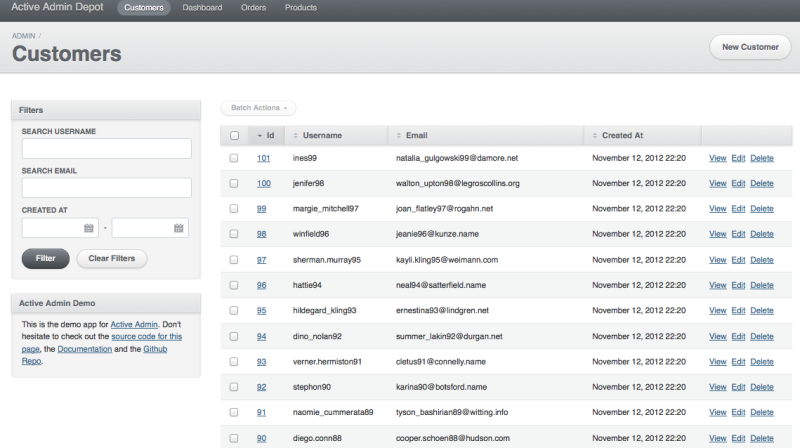 Active Admin Depot Customers Dashboard Orders Products
ADMIN /
Customers
New Customer
Filters
SEARCH USERNAME
SEARCH EMAIL
CREATED AT
-
Filter Clear Filters
Active Admin Demo
This is the demo app for Active Admin. Don't
hesitate to check out the source code for this
page, the Documentation and the Github
Repo.
Batch Actions
Id Username Email Created At
101 ines99 natalia_gulgowski99@damore.net November 12, 2012 22:20 View Edit Delete
100 jenifer98 walton_upton98@legroscollins.org November 12, 2012 22:20 View Edit Delete
99 margie_mitchell97 joan_flatley97@rogahn.net November 12, 2012 22:20 View Edit Delete
98 winfield96 jeanie96@kunze.name November 12, 2012 22:20 View Edit Delete
97 sherman.murray95 kayli.kling95@weimann.com November 12, 2012 22:20 View Edit Delete
96 hattie94 neal94@satterfield.name November 12, 2012 22:20 View Edit Delete
95 hildegard_kling93 ernestina93@lindgren.net November 12, 2012 22:20 View Edit Delete
94 dino_nolan92 summer_lakin92@durgan.net November 12, 2012 22:20 View Edit Delete
93 verner.hermiston91 cletus91@connelly.name November 12, 2012 22:20 View Edit Delete
92 stephon90 karina90@botsford.name November 12, 2012 22:20 View Edit Delete
91 naomie_cummerata89 tyson_bashirian89@witting.info November 12, 2012 22:20 View Edit Delete
90 diego.conn88 cooper.schoen88@hudson.com November 12, 2012 22:20 View Edit Delete